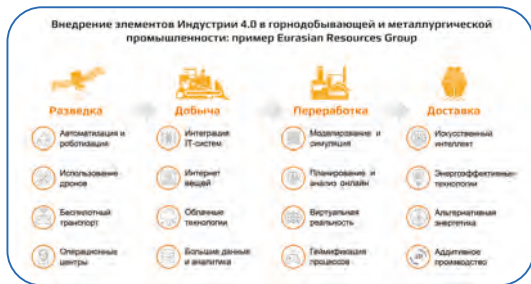 Внедрение элементов Индустрии 4.0 в горнодобывающей и металлургической
промышленности: пример Eurasian Resources Group
Разведка
Добыча
Переработка
Доставка
Автоматизация и
роботизация
Интеграция
IT-систем
Моделирование и
симуляция
Искусственный
интеллект
Использование
дронов
Интернет
вещей
Планирование и
анализ онлайн
Энергоэффективные
технологии
Беспилотный
транспорт
Облачные
технологии
Виртуальная
реальность
Альтернативная
энергетика
Операционные
центры
Большие данные
и аналитика
Геймификация
процессов
Аддитивное
производство